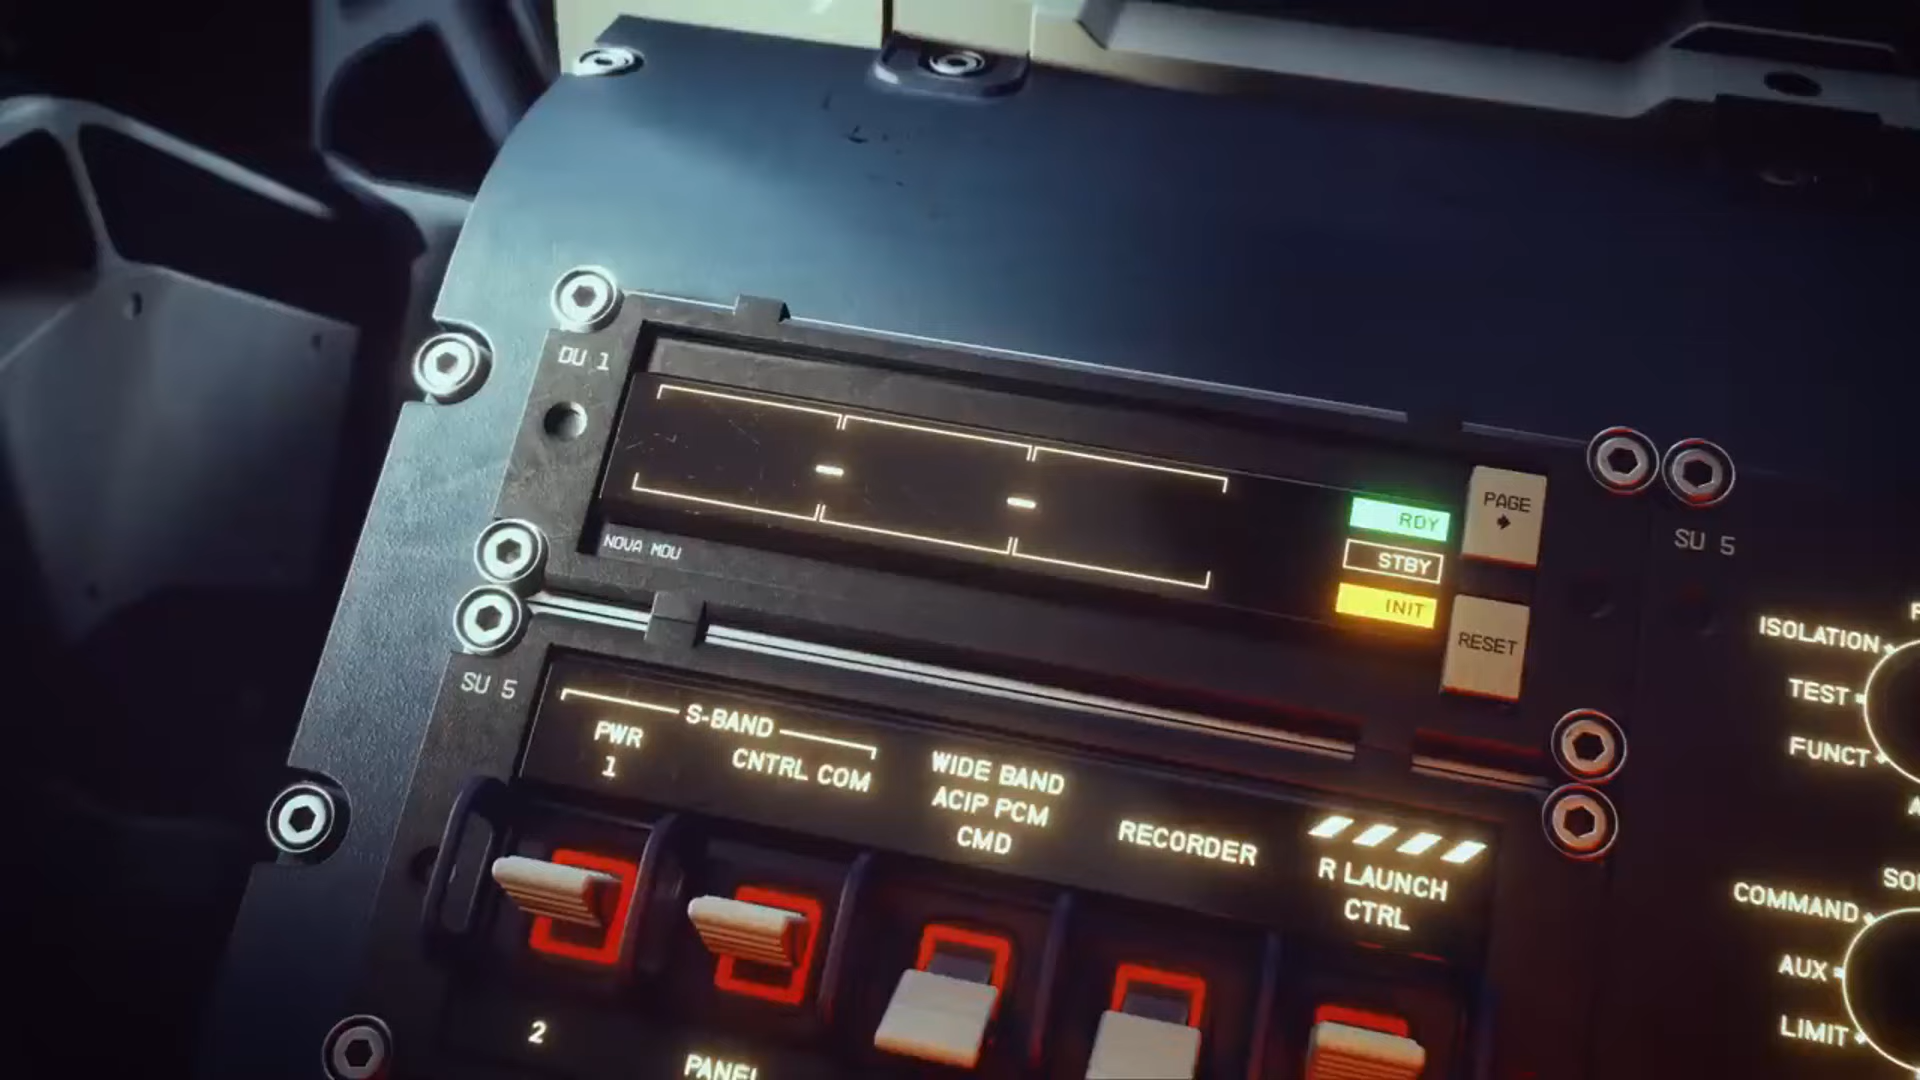 DU 1
RDY
PAGE
STBY
INIT
NOVA MDU
RESET
SU 5
SU 5
S-BAND
PWR
1
CNTRL COM
WIDE BAND
ACIP PCM
CMD
RECORDER
R LAUNCH
CTRL
2
PANEL
ISOLATION
TEST
FUNCT
COMMAND
AUX
LIMIT